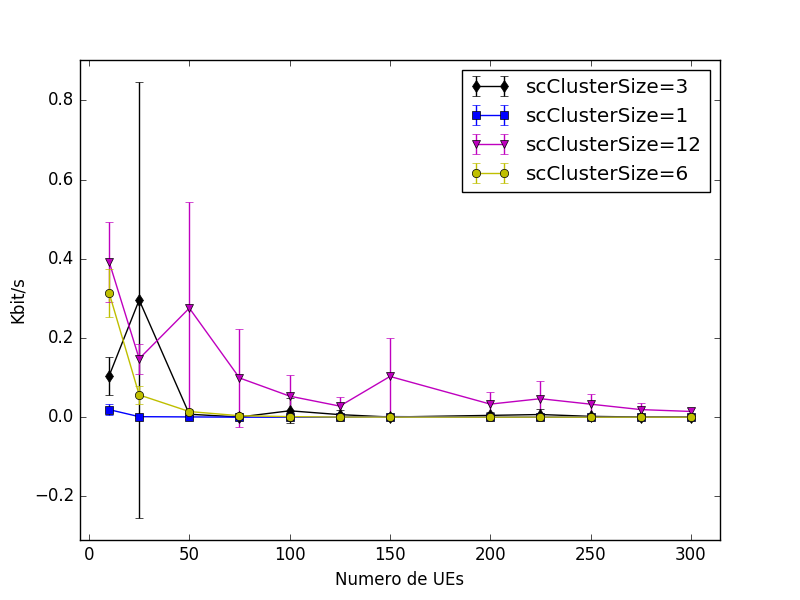 scClusterSize=3
scClusterSize=1
scClusterSize=12
scClusterSize=6
Kbit/s
0.8
0.6
0.4
0.2
0.0
−0.2
0 50 100 150 200 250 300
Numero de UEs